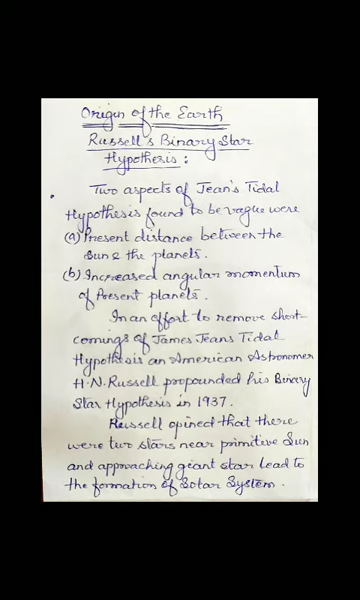 Origin of the Earth
Russell's Binary Star
Hypothesis :
Two aspects of Jean's Tidal
Hypothesis found to be vague were
(a) Present distance between the
Sun & the planets.
(b) Increased angular momentum
of Present planets.
In an effort to remove short-
comings of James Jeans Tidal
Hypothesis an American Astronomer
H.N. Russell propounded his Binary
Star Hypothesis in 1937.
Russell opined that there
were two stars near primitive Sun
and approaching giant star lead to
the formation of Solar System.